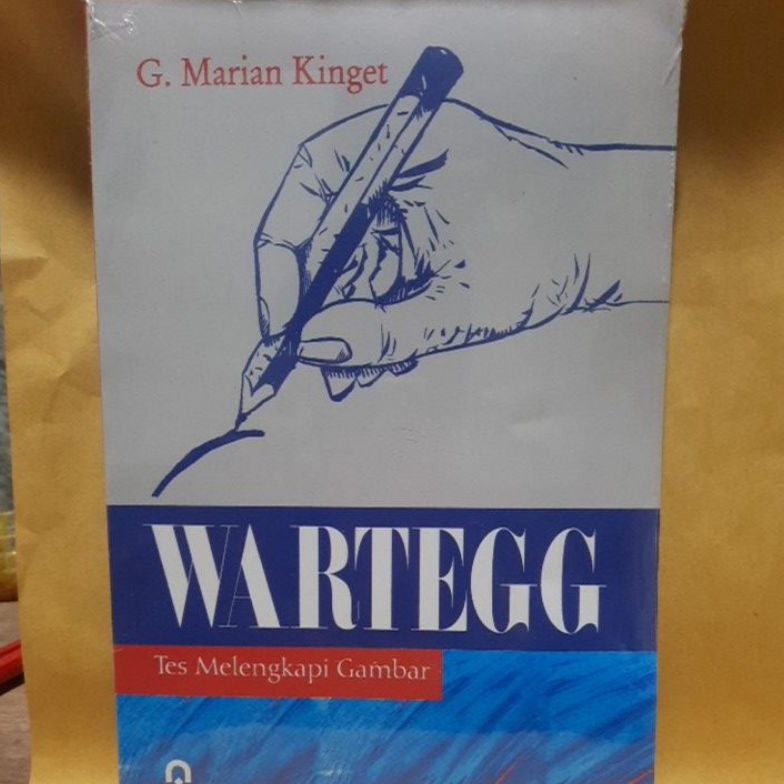 G. Marian Kinget
WARTEGG
Tes Melengkapi Gambar